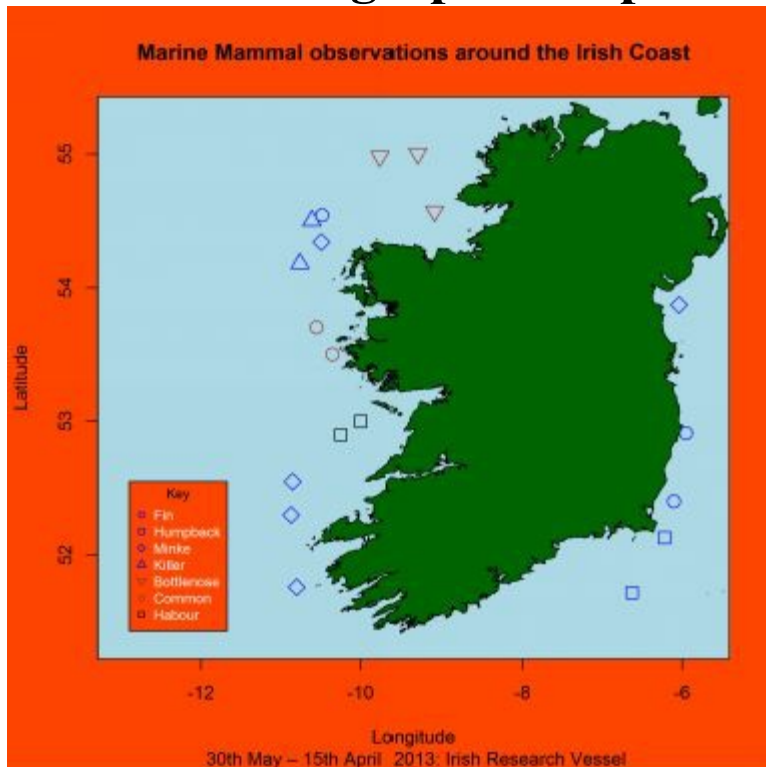 Marine Mammal observations around the Irish Coast
Latitude
55
54
53
52
Key
Fin
Humpback
Minke
Killer
Bottlenose
Common
Habour
-12
-10
-8
-6
Longitude
30th May – 15th April 2013: Irish Research Vessel